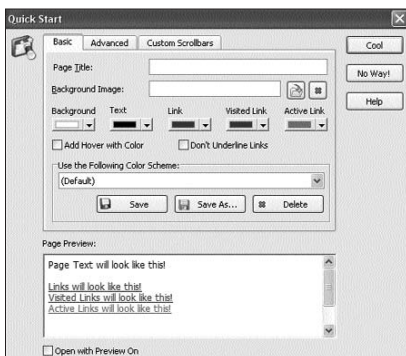 Quick Start
Basic Advanced Custom Scrollbars
Cool
Page Title:
No Way!
Background Image:
Help
Background Text Link Visited Link Active Link
Add Hover with Color Don't Underline Links
Use the Following Color Scheme:
(Default)
Save Save As... Delete
Page Preview:
Page Text will look like this!
Links will look like this!
Visited Links will look like this!
Active Links will look like this!
Open with Preview On